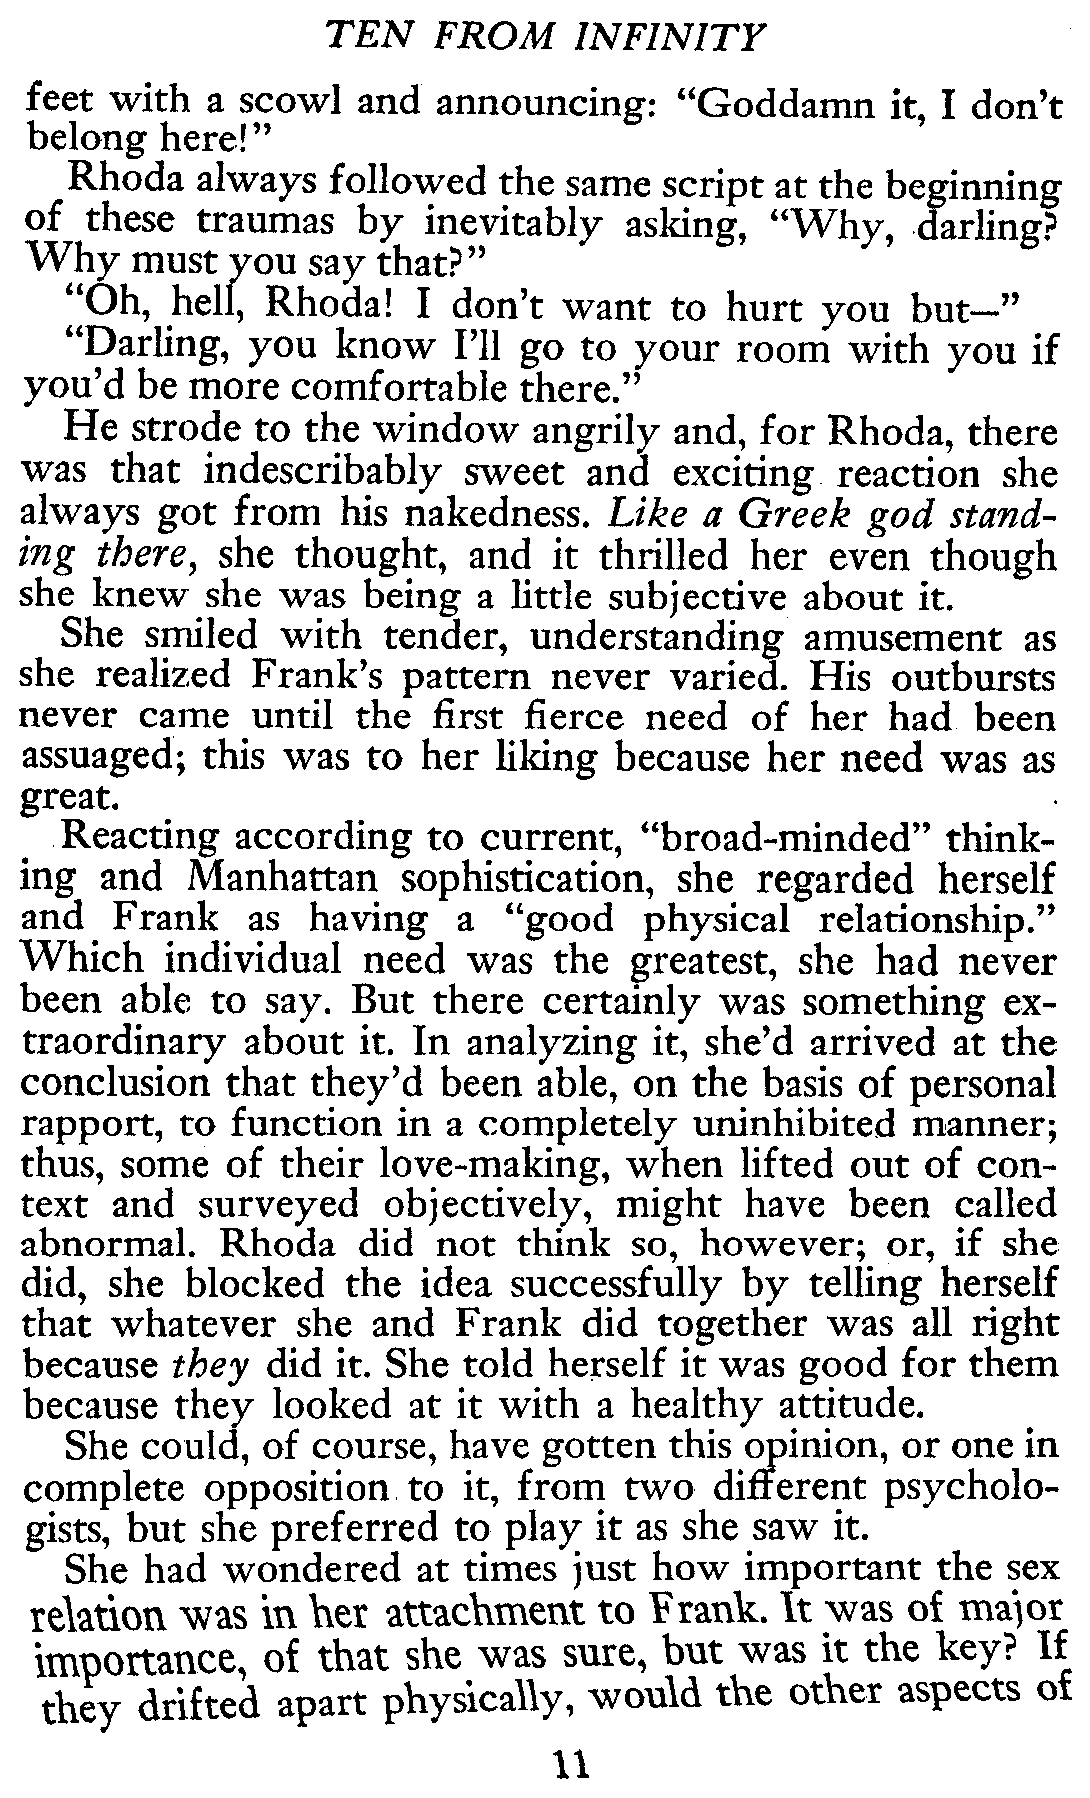 TEN FROM INFINITY
feet with a scowl and announcing: “Goddamn it, I don’t
belong here!”
Rhoda always followed the same script at the beginning
of these traumas by inevitably asking, “Why, darling?
Why must you say that?”
“Oh, hell, Rhoda! I don’t want to hurt you but—”
“Darling, you know I’ll go to your room with you if
you’d be more comfortable there.”
He strode to the window angrily and, for Rhoda, there
was that indescribably sweet and exciting reaction she
always got from his nakedness. Like a Greek god stand-
ing there, she thought, and it thrilled her even though
she knew she was being a little subjective about it.
She smiled with tender, understanding amusement as
she realized Frank’s pattern never varied. His outbursts
never came until the first fierce need of her had been
assuaged; this was to her liking because her need was as
great.
Reacting according to current, “broad-minded” think-
ing and Manhattan sophistication, she regarded herself
and Frank as having a “good physical relationship.”
Which individual need was the greatest, she had never
been able to say. But there certainly was something ex-
traordinary about it. In analyzing it, she’d arrived at the
conclusion that they’d been able, on the basis of personal
rapport, to function in a completely uninhibited manner;
thus, some of their love-making, when lifted out of con-
text and surveyed objectively, might have been called
abnormal. Rhoda did not think so, however; or, if she
did, she blocked the idea successfully by telling herself
that whatever she and Frank did together was all right
because they did it. She told herself it was good for them
because they looked at it with a healthy attitude.
She could, of course, have gotten this opinion, or one in
complete opposition to it, from two different psycholo-
gists, but she preferred to play it as she saw it.
She had wondered at times just how important the sex
relation was in her attachment to Frank. It was of major
importance, of that she was sure, but was it the key? If
they drifted apart physically, would the other aspects of
11